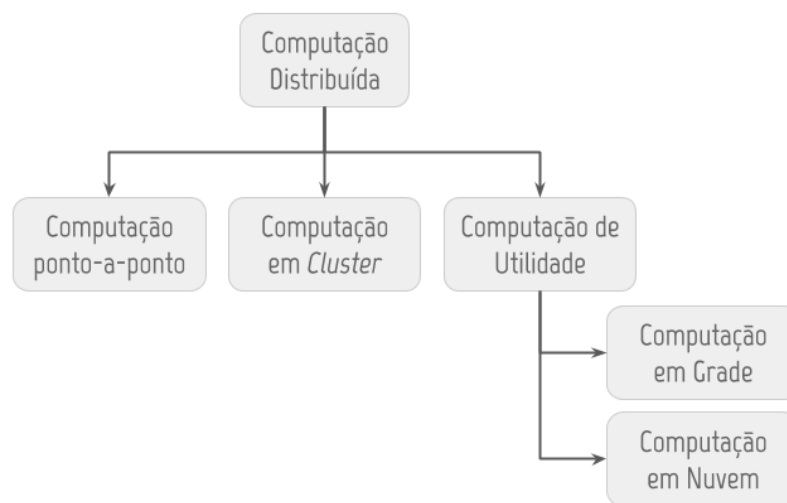 Computação
Distribuída
Computação
ponto-a-ponto
Computação
em Cluster
Computação de
Utilidade
Computação
em Grade
Computação
em Nuvem